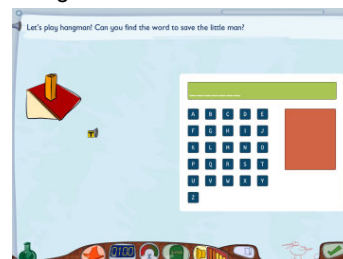 Let's play hangman! Can you find the word to save the little man?
A B C D E
F G H I J
K L M N O
P Q R S T
U V W X Y
Z